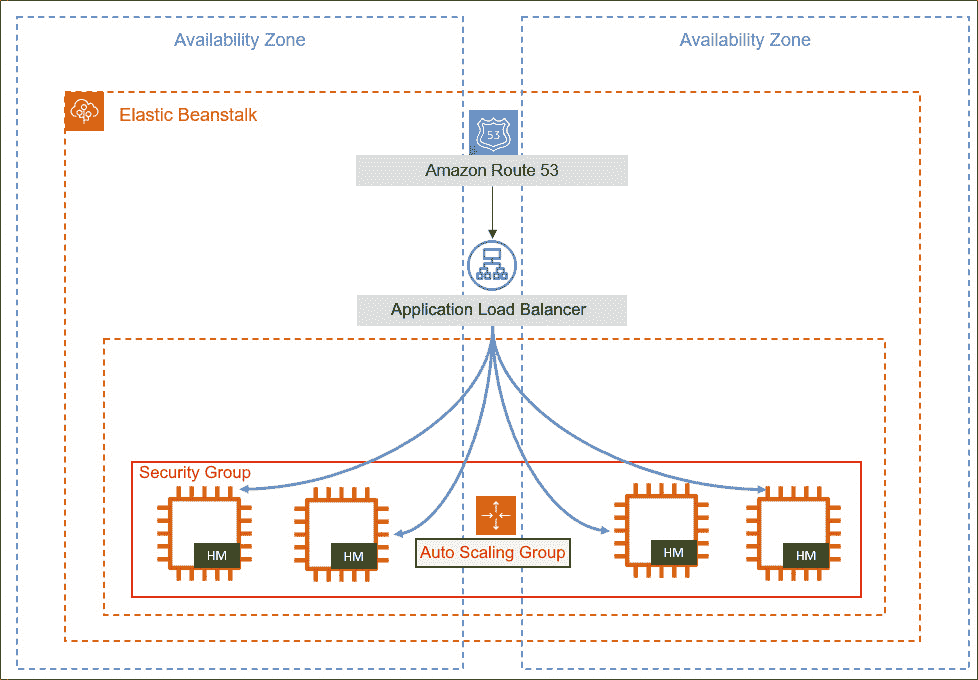 Availability Zone
Availability Zone
Elastic Beanstalk
53
Amazon Route 53
Application Load Balancer
Security Group
HM
HM
Auto Scaling Group
HM
HM